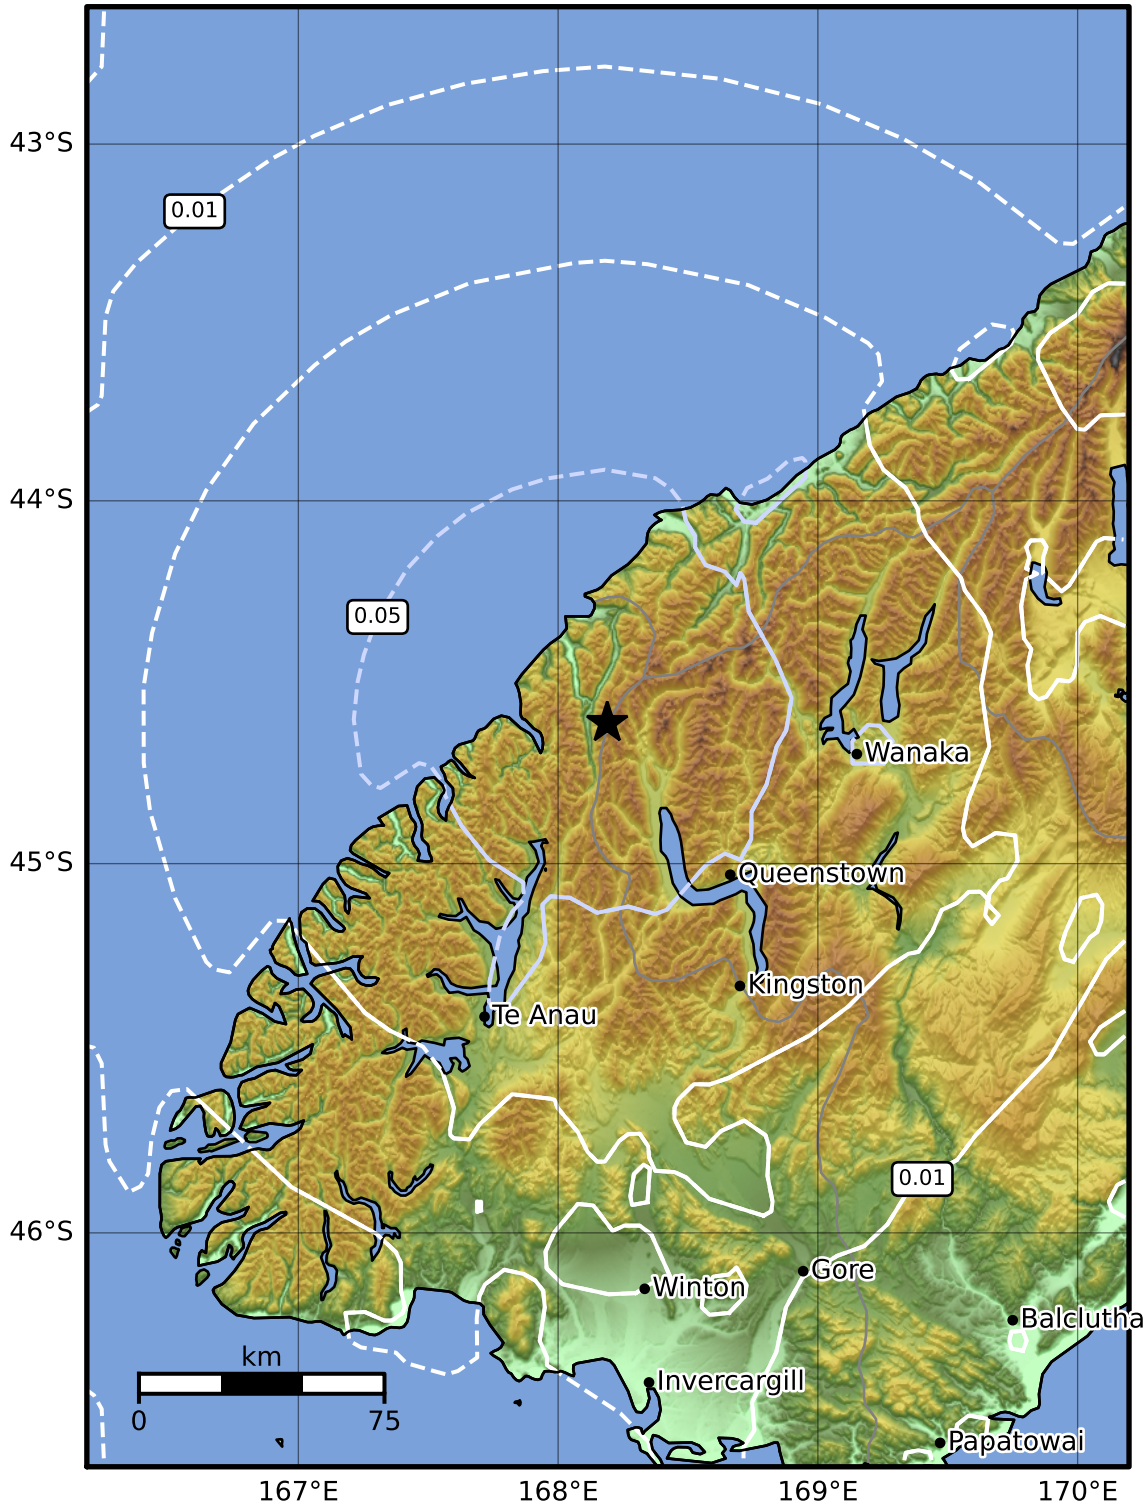 43°S
0.01
44°S
0.05
Wanaka
45°S
Queenstown
Kingston
Te Anau
0.01
46°S
Gore
Winton
Balclutha
km
Invercargill
0
75
Papatowai
167°E
168°E
169°E
170°E